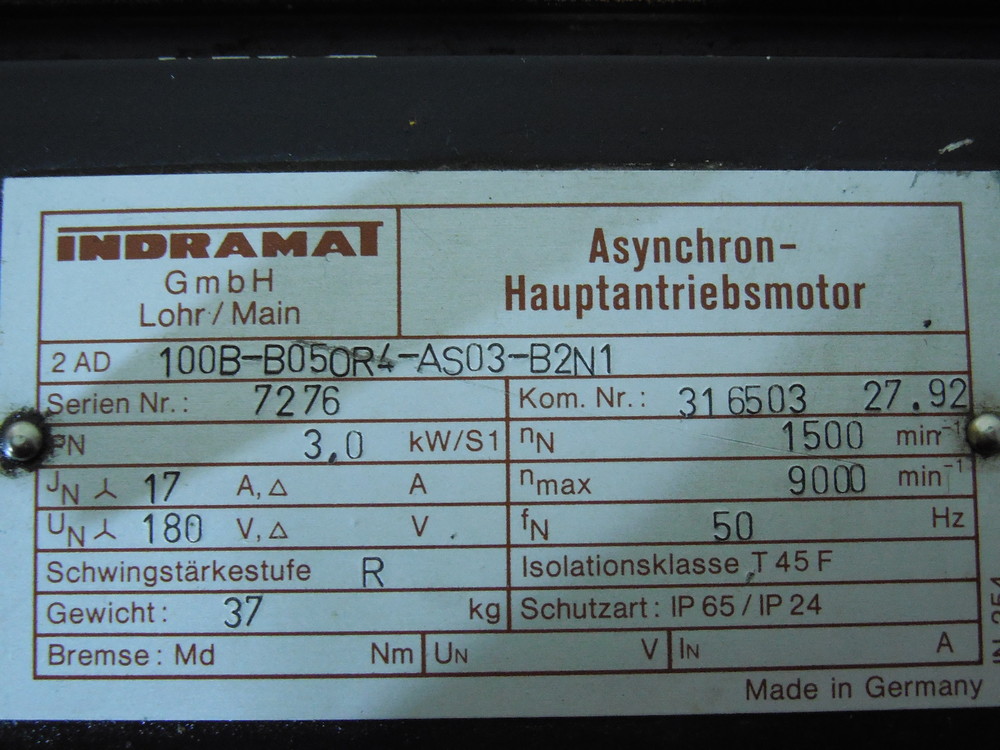 INDRAMAT
GmbH
Lohr / Main
Asynchron-
Hauptantriebsmotor
2 AD 100B-B050R4-AS03-B2N1
Serien Nr.: 7276
Kom. Nr.: 316503 27.92
PN 3,0 kW/S1
nN 1500 min-1
JN ⅄ 17 A, △ A
nmax 9000 min-1
UN ⅄ 180 V, △ V
fN 50 Hz
Schwingstärkestufe R
Isolationsklasse T 45 F
Gewicht: 37 kg
Schutzart: IP 65 / IP 24
Bremse: Md Nm UN V IN A
Made in Germany